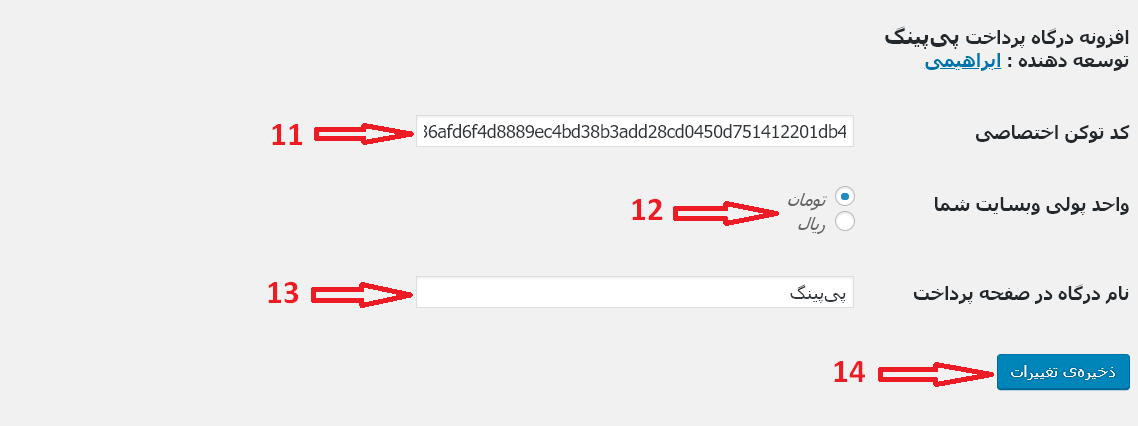 افزونه درگاه پرداخت پی‌پینگ
توسعه دهنده : ابراهیمی
کد توکن اختصاصی
36afd6f4d8889ec4bd38b3add28cd0450d751412201db4
11
واحد پولی وبسایت شما
تومان
ریال
12
نام درگاه در صفحه پرداخت
پی‌پینگ
13
ذخیره‌ی تغییرات
14